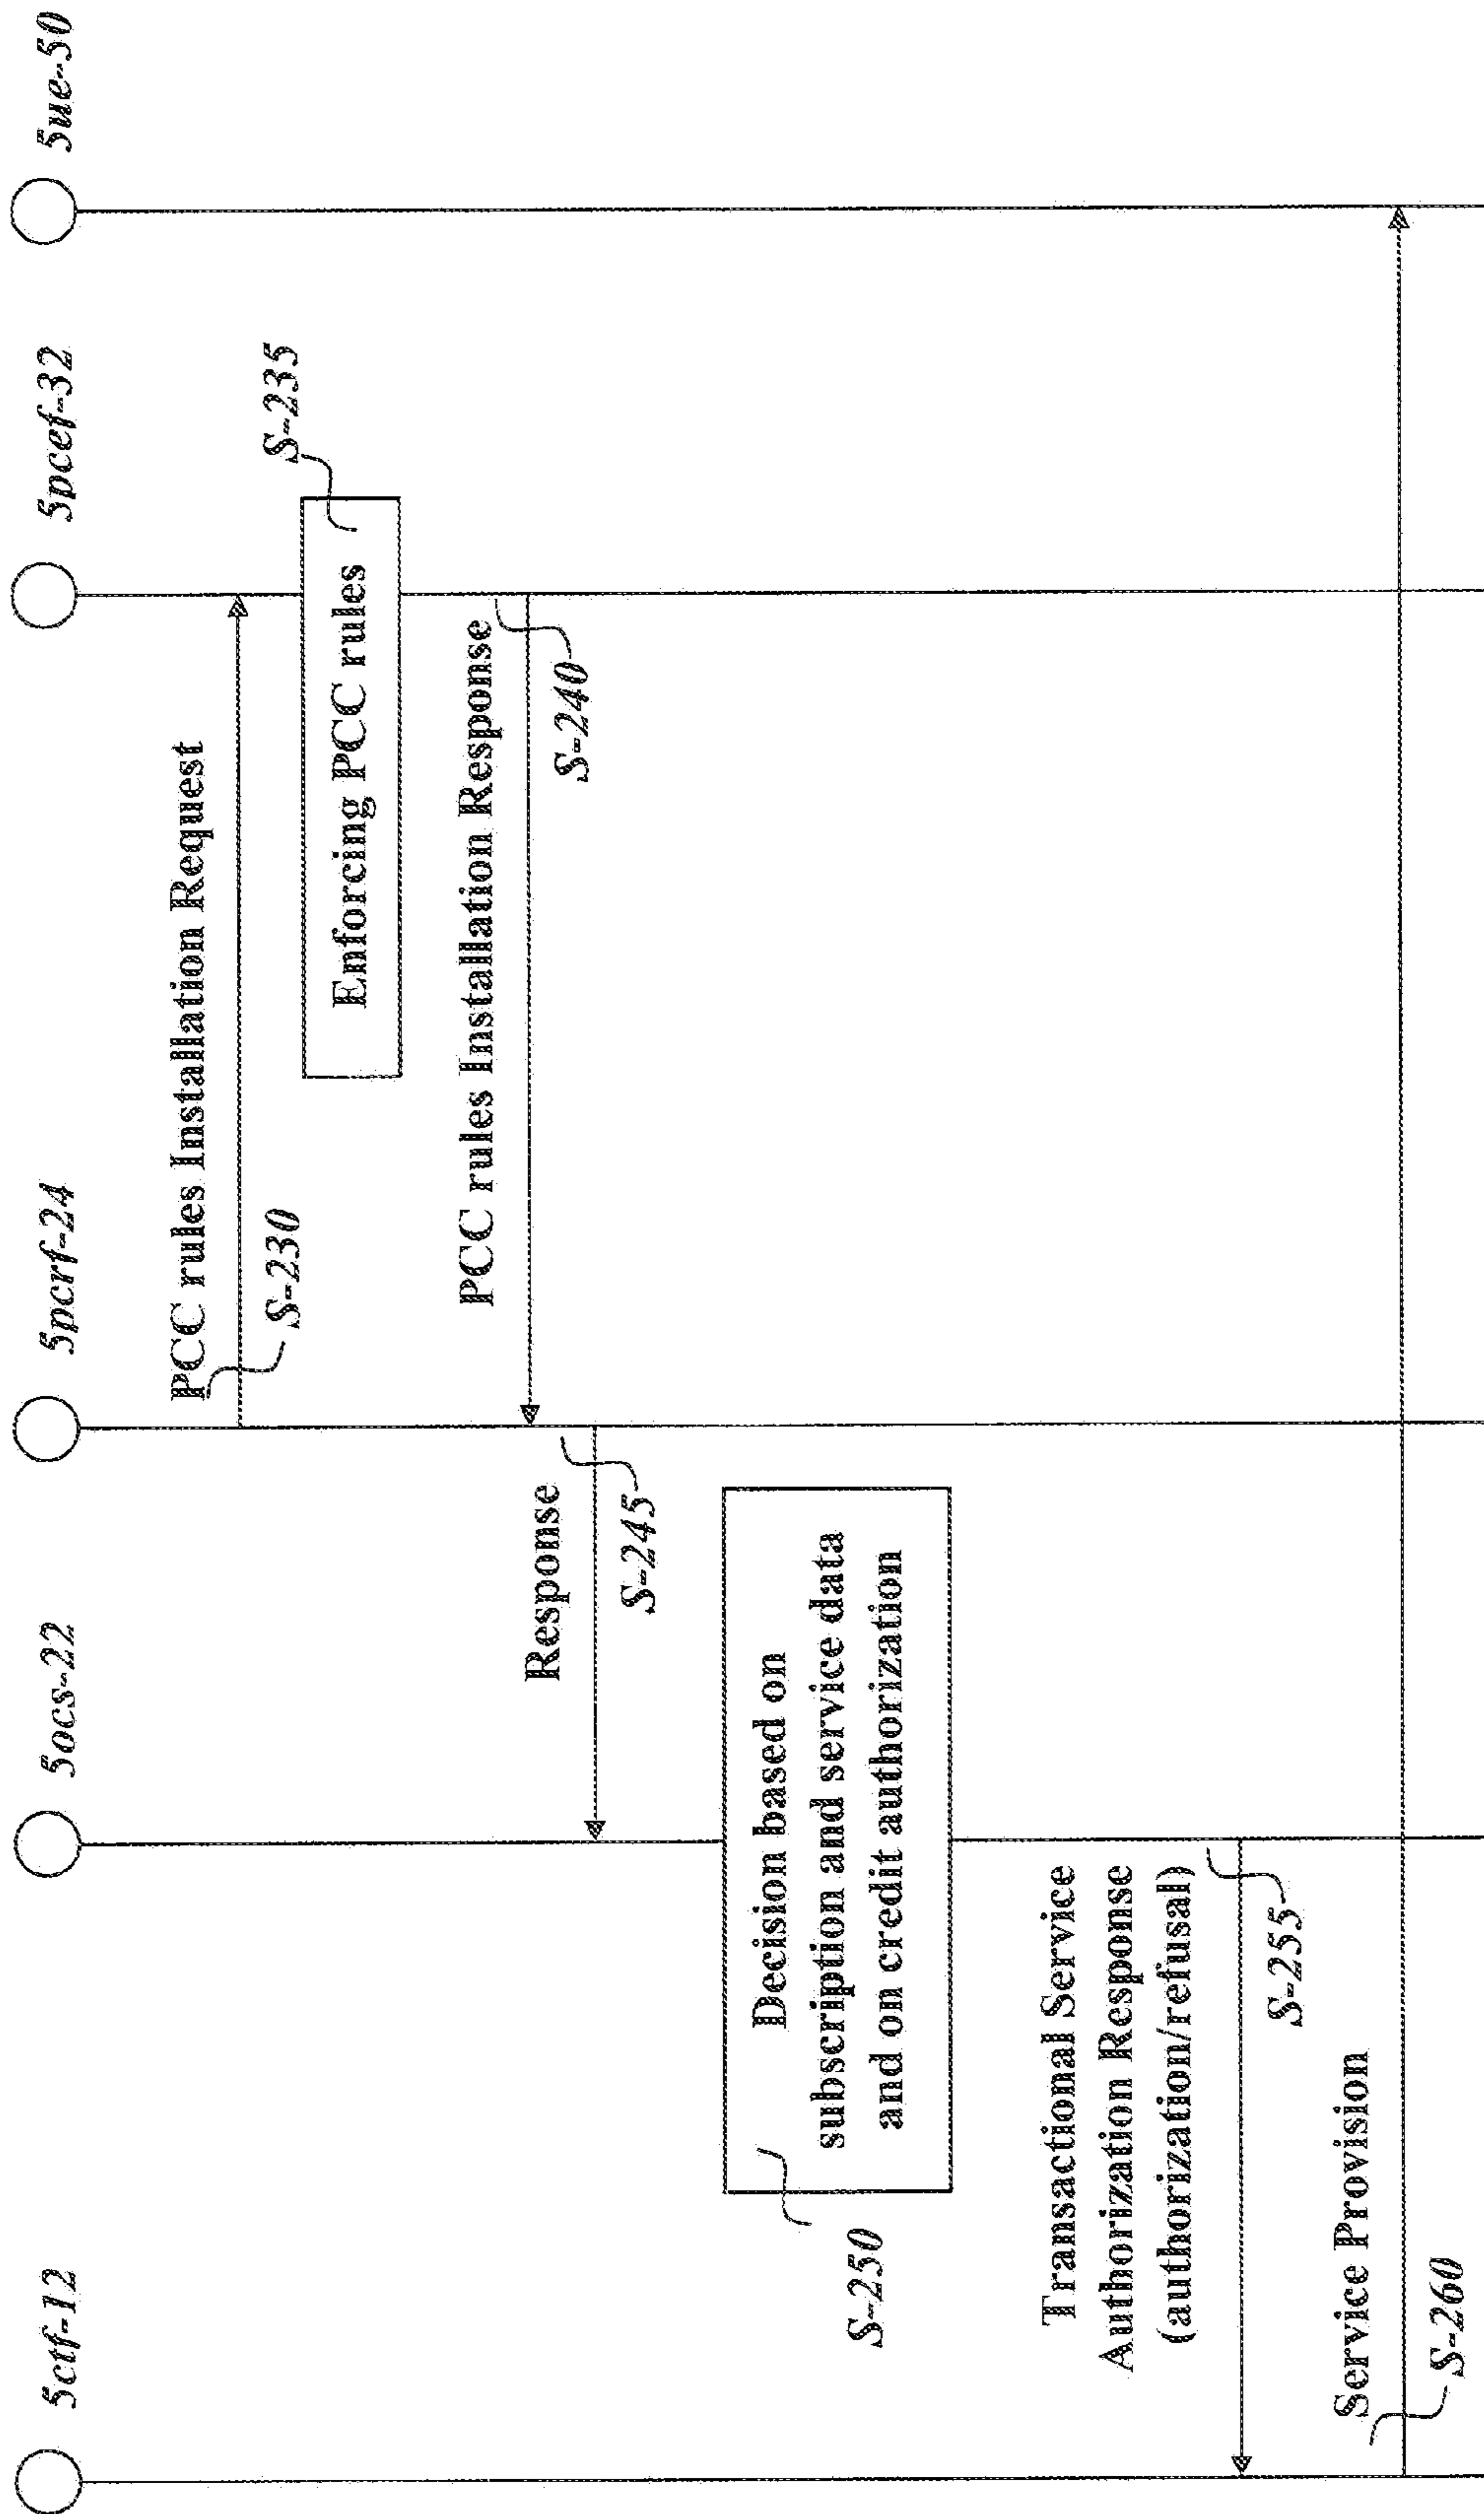 5ctf-12
5ocs-22
5pcrf-24
5pcef-32
5ue-50
PCC rules Installation Request
S-230
Enforcing PCC rules
S-235
PCC rules Installation Response
S-240
Response
S-245
Decision based on
subscription and service data
and on credit authorization
S-250
Transactional Service
Authorization Response
(authorization/refusal)
S-255
Service Provision
S-260